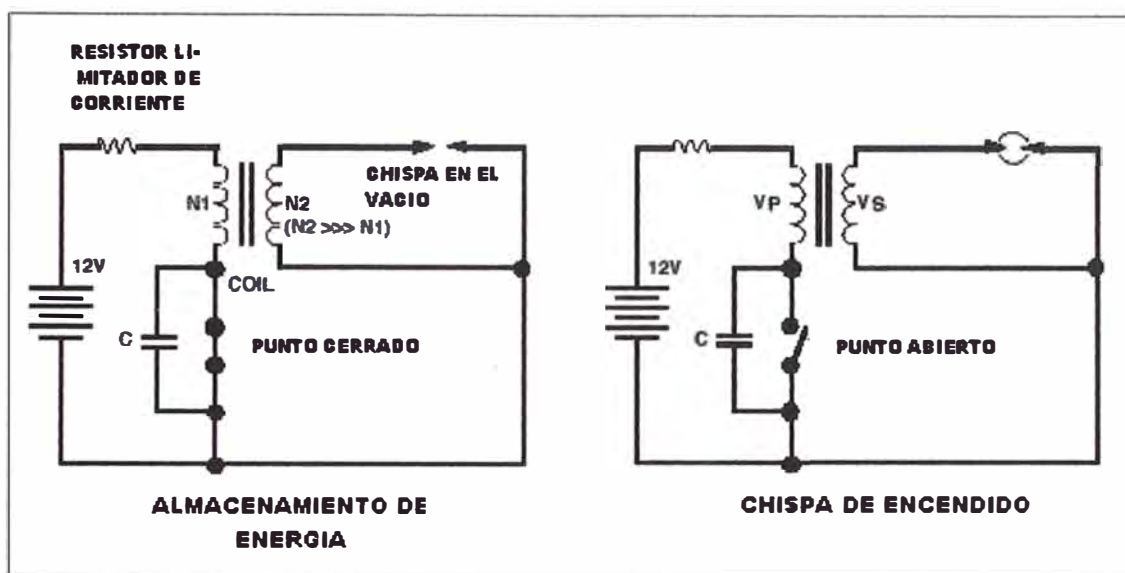 RESISTOR LI-
MITADOR DE
CORRIENTE
N1
N2
(N2 >>> N1)
CHISPA EN EL
VACIO
12V
COIL
C
PUNTO CERRADO
ALMACENAMIENTO DE
ENERGIA
VP
VS
12V
C
PUNTO ABIERTO
CHISPA DE ENCENDIDO